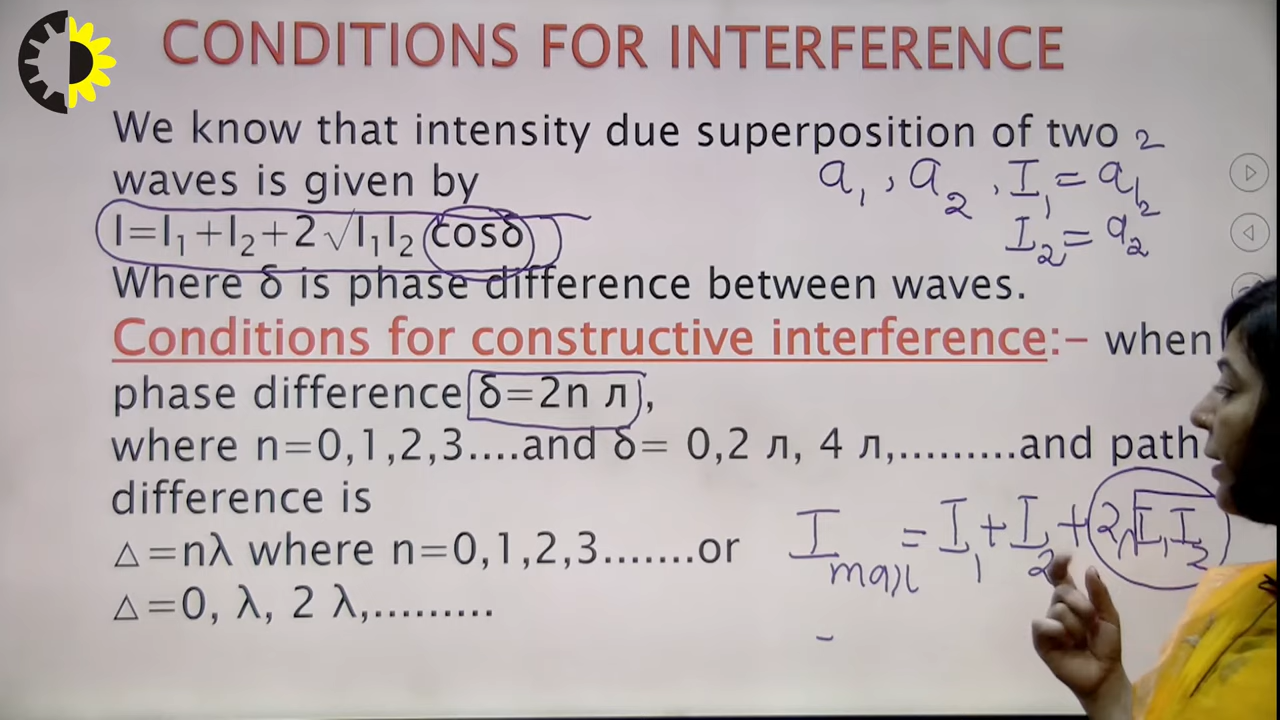 CONDITIONS FOR INTERFERENCE
We know that intensity due superposition of two
waves is given by
a₁, a₂, I₁ = a₁²
I=I₁+I₂+2√I₁I₂ cosδ
I₂ = a₂²
Where δ is phase difference between waves.
Conditions for constructive interference:– when
phase difference δ=2n л,
where n=0,1,2,3....and δ= 0,2 л, 4 л,.........and path
difference is
I max = I₁ + I₂ + 2√I₁I₂
△=nλ where n=0,1,2,3.......or
△=0, λ, 2 λ,.........